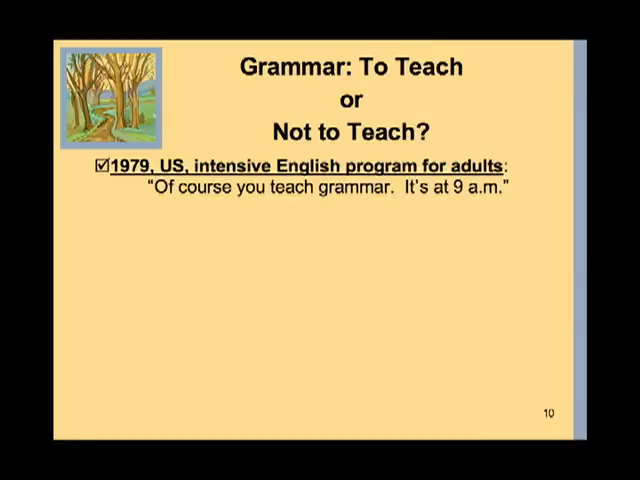 Grammar: To Teach
or
Not to Teach?
☑1979, US, intensive English program for adults:
“Of course you teach grammar.  It’s at 9 a.m.”
10